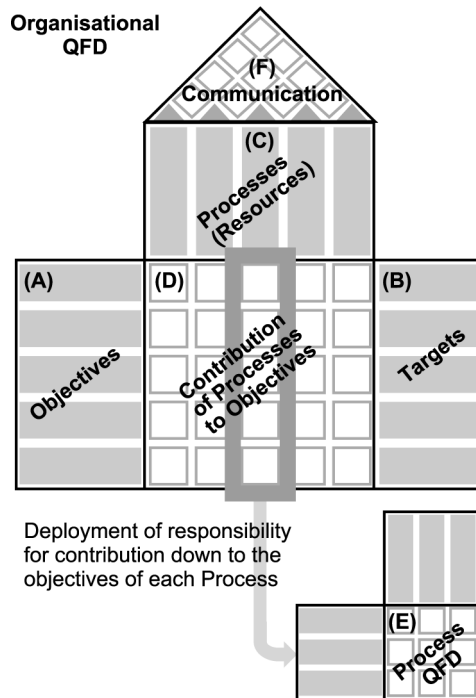 Organisational
QFD
(F)
Communication
(C)
Processes
(Resources)
(A)
Objectives
(D)
Contribution
of Processes
to Objectives
(B)
Targets
Deployment of responsibility
for contribution down to the
objectives of each Process
(E)
Process
QFD